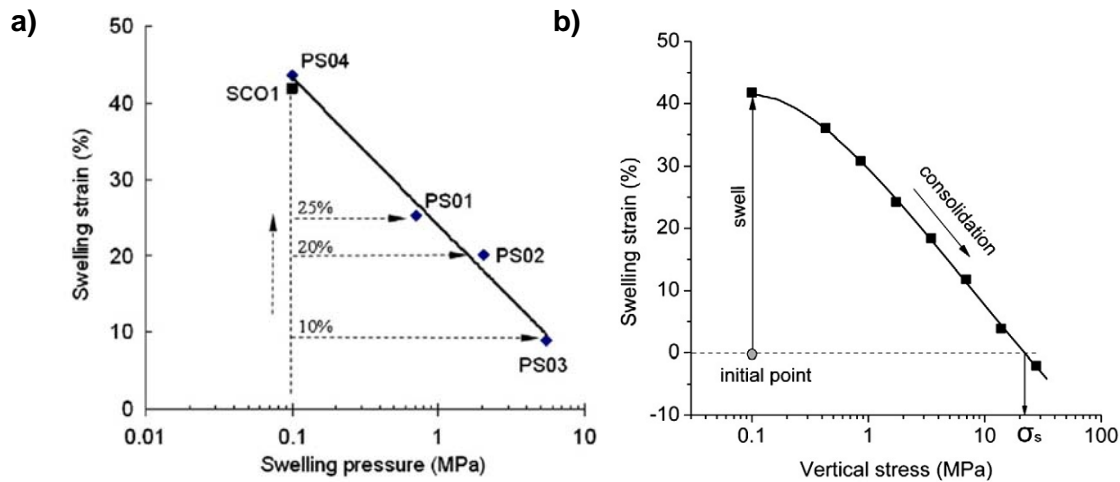 a)
50
40
30
20
10
0
0.01
0.1
1
10
Swelling strain (%)
Swelling pressure (MPa)
PS04
SCO1
25%
PS01
20%
PS02
10%
PS03
b)
50
40
30
20
10
0
-10
0.1
1
10
100
Swelling strain (%)
Vertical stress (MPa)
swell
consolidation
initial point
σs